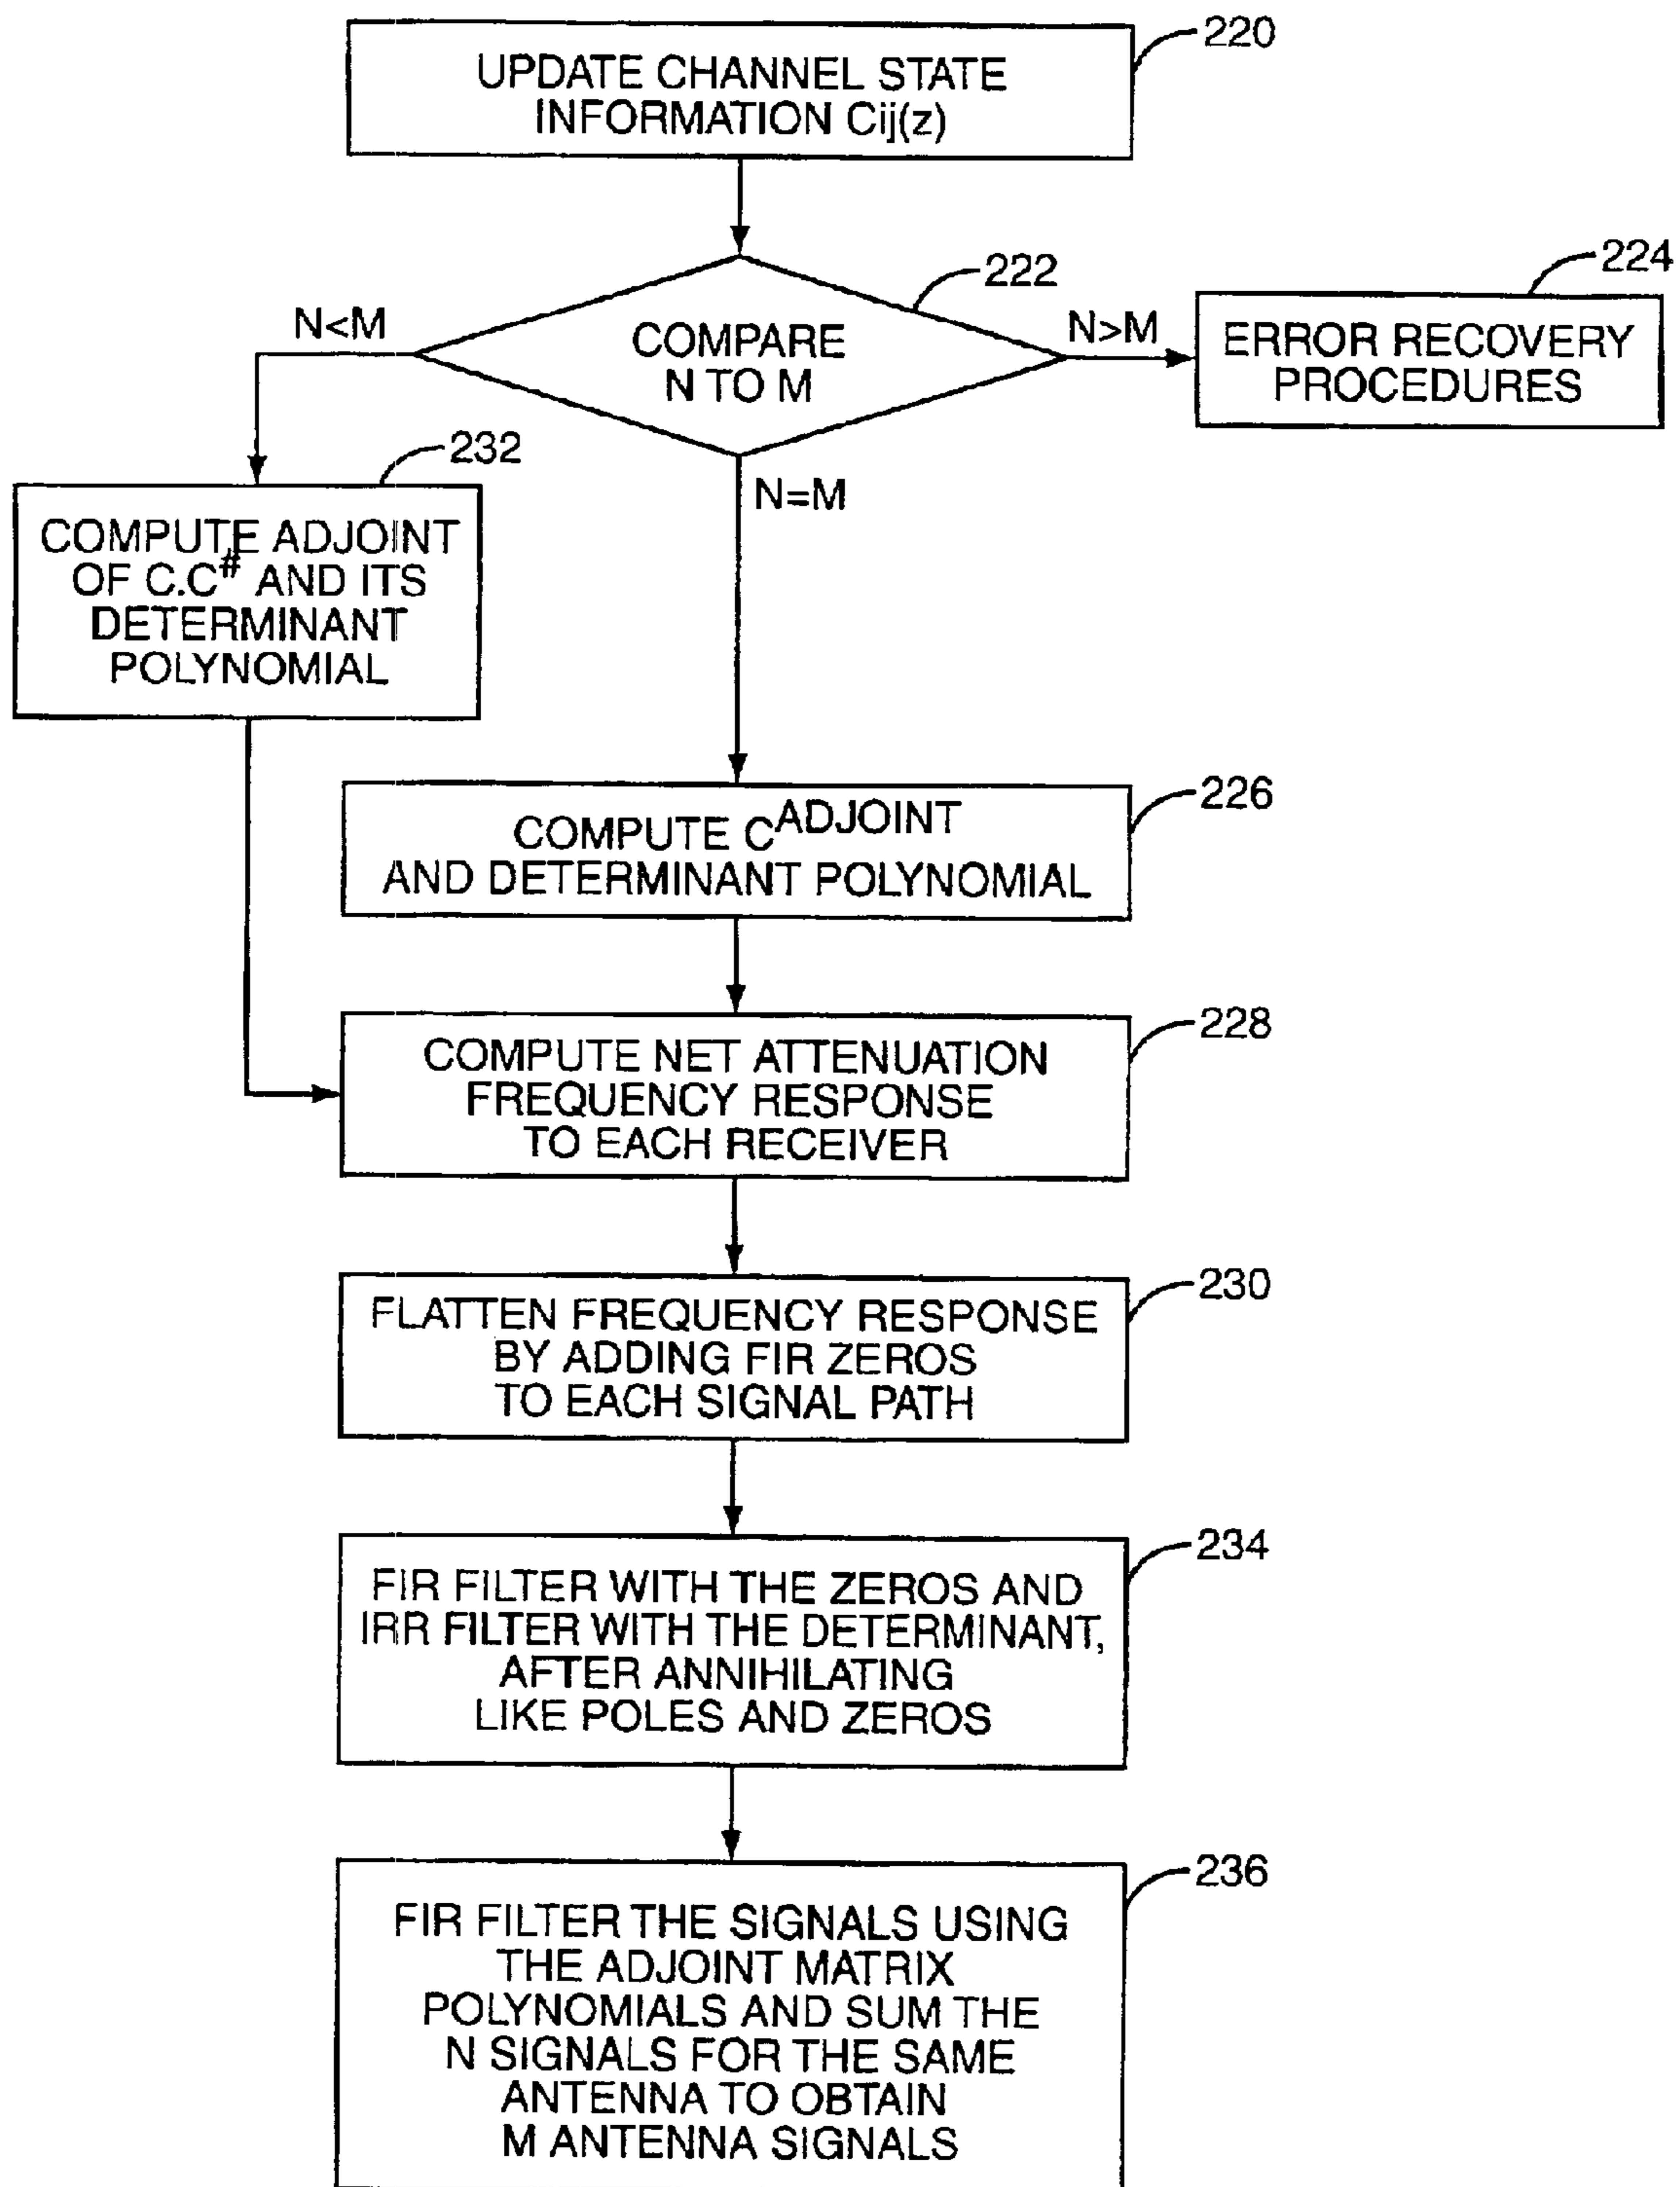 220
UPDATE CHANNEL STATE
INFORMATION Cij(z)
222
224
N<M
COMPARE
N TO M
N>M
ERROR RECOVERY
PROCEDURES
232
N=M
COMPUTE ADJOINT
OF C.C# AND ITS
DETERMINANT
POLYNOMIAL
226
COMPUTE CADJOINT
AND DETERMINANT POLYNOMIAL
228
COMPUTE NET ATTENUATION
FREQUENCY RESPONSE
TO EACH RECEIVER
230
FLATTEN FREQUENCY RESPONSE
BY ADDING FIR ZEROS
TO EACH SIGNAL PATH
234
FIR FILTER WITH THE ZEROS AND
IRR FILTER WITH THE DETERMINANT,
AFTER ANNIHILATING
LIKE POLES AND ZEROS
236
FIR FILTER THE SIGNALS USING
THE ADJOINT MATRIX
POLYNOMIALS AND SUM THE
N SIGNALS FOR THE SAME
ANTENNA TO OBTAIN
M ANTENNA SIGNALS